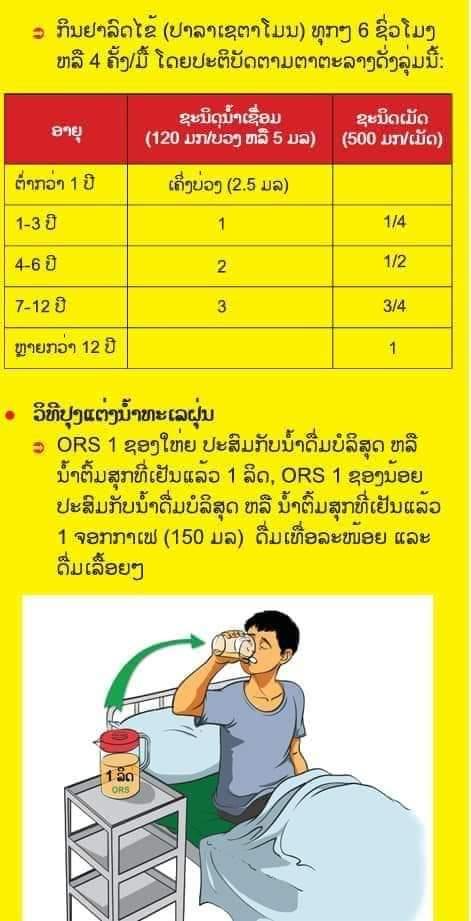 ກິນຢາລົດໄຂ້ (ປາລາເຊຕາໂມນ) ທຸກໆ 6 ຊົ່ວໂມງ
ຫລື 4 ຄັ້ງ/ມື້ ໂດຍປະຕິບັດຕາມຕາຕະລາງດັ່ງລຸ່ມນີ້:
ອາຍຸ
ຊະນິດນ້ຳເຊື່ອມ
(120 ມກ/ບ່ວງ ຫລື 5 ມລ)
ຊະນິດເມັດ
(500 ມກ/ເມັດ)
ຕ່ຳກວ່າ 1 ປີ
ເຄິ່ງບ່ວງ (2.5 ມລ)
1-3 ປີ
1
1/4
4-6 ປີ
2
1/2
7-12 ປີ
3
3/4
ຫຼາຍກວ່າ 12 ປີ
1
ວິທີປຸງແຕ່ງນ້ຳທະເລຝຸ່ນ
ORS 1 ຊອງໃຫ່ຍ ປະສົມກັບນ້ຳດື່ມບໍລິສຸດ ຫລື
ນ້ຳຕົ້ມສຸກທີ່ເຢັນແລ້ວ 1 ລິດ, ORS 1 ຊອງນ້ອຍ
ປະສົມກັບນ້ຳດື່ມບໍລິສຸດ ຫລື ນ້ຳຕົ້ມສຸກທີ່ເຢັນແລ້ວ
1 ຈອກກາເຟ (150 ມລ) ດື່ມເທື່ອລະໜ້ອຍ ແລະ
ດື່ມເລື້ອຍໆ
1 ລິດ
ORS